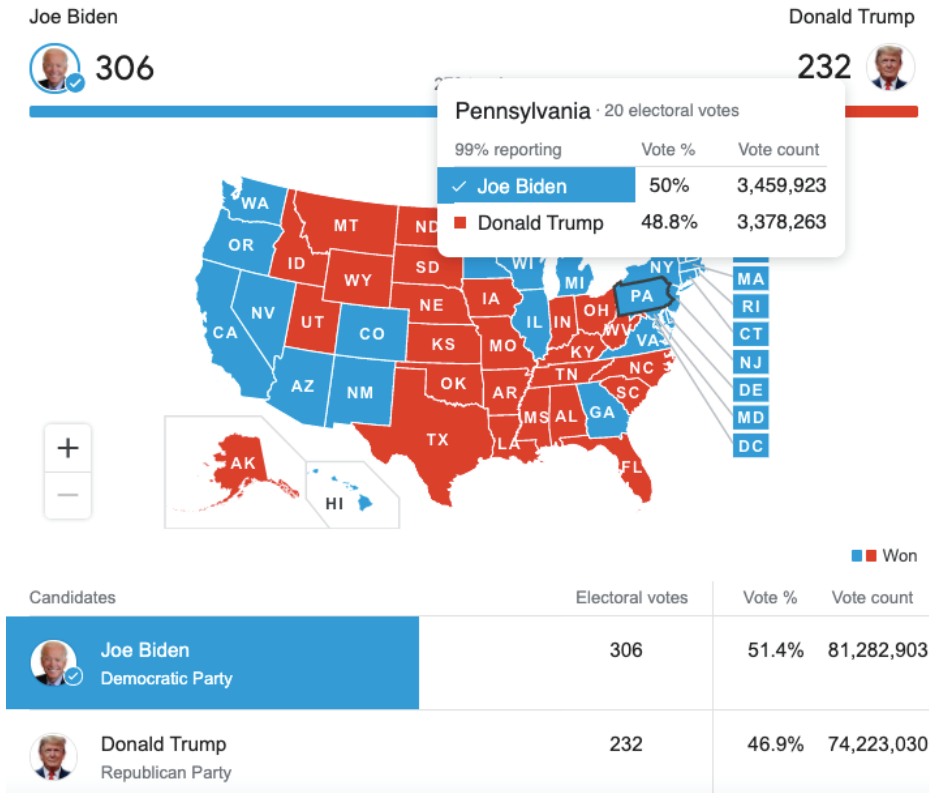 Joe Biden
Donald Trump
306
232
Pennsylvania · 20 electoral votes
99% reporting Vote % Vote count
Joe Biden 50% 3,459,923
Donald Trump 48.8% 3,378,263
WA
MT
ND
OR
ID
SD
WI
NY
MI
MA
WY
IA
PA
RI
NE
OH
NV
UT
CO
IL
IN
WV
CT
CA
KS
MO
KY
VA
NJ
AZ
NM
OK
TN
NC
DE
AR
SC
MS
AL
GA
MD
TX
LA
DC
AK
FL
HI
+
−
Won
Candidates Electoral votes Vote % Vote count
Joe Biden 306 51.4% 81,282,903
Democratic Party
Donald Trump 232 46.9% 74,223,030
Republican Party